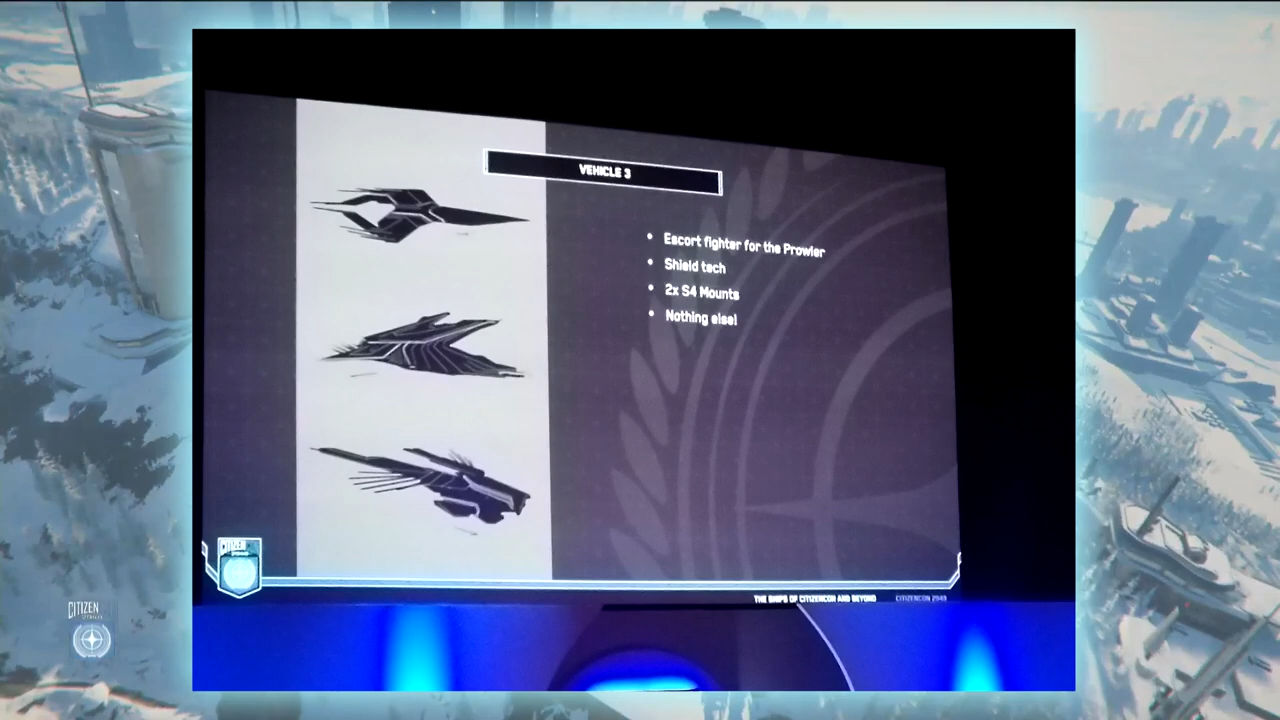 VEHICLE 3
• Escort fighter for the Prowler
• Shield tech
• 2x S4 Mounts
• Nothing else!
CITIZEN
THE SHIPS OF CITIZENCON AND BEYOND
CITIZENCON 2949
CITIZEN